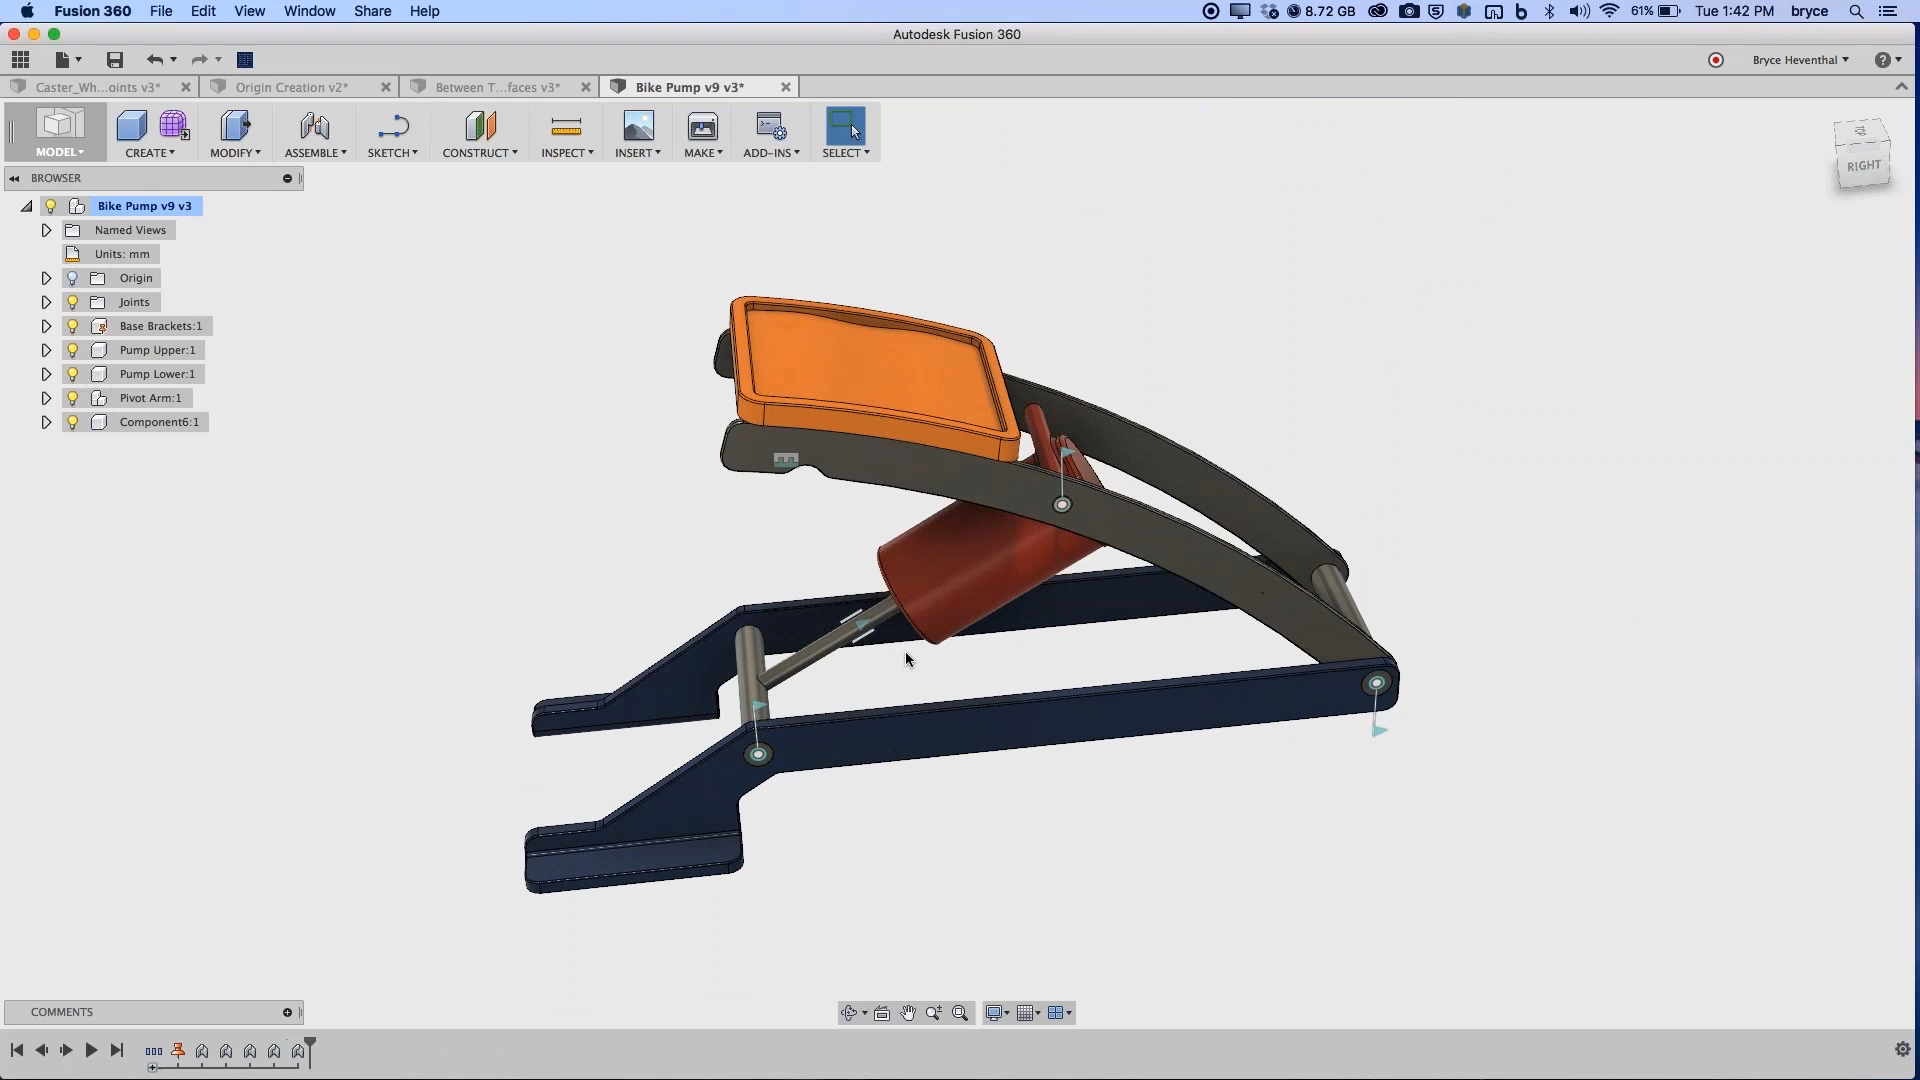 Fusion 360 File Edit View Window Share Help 8.72 GB 61% Tue 1:42 PM bryce
Autodesk Fusion 360
Bryce Heventhal
Caster_Wh...oints v3* Origin Creation v2* Between T...faces v3* Bike Pump v9 v3*
MODEL CREATE MODIFY ASSEMBLE SKETCH CONSTRUCT INSPECT INSERT MAKE ADD-INS SELECT
RIGHT
BROWSER
Bike Pump v9 v3
Named Views
Units: mm
Origin
Joints
Base Brackets:1
Pump Upper:1
Pump Lower:1
Pivot Arm:1
Component6:1
COMMENTS